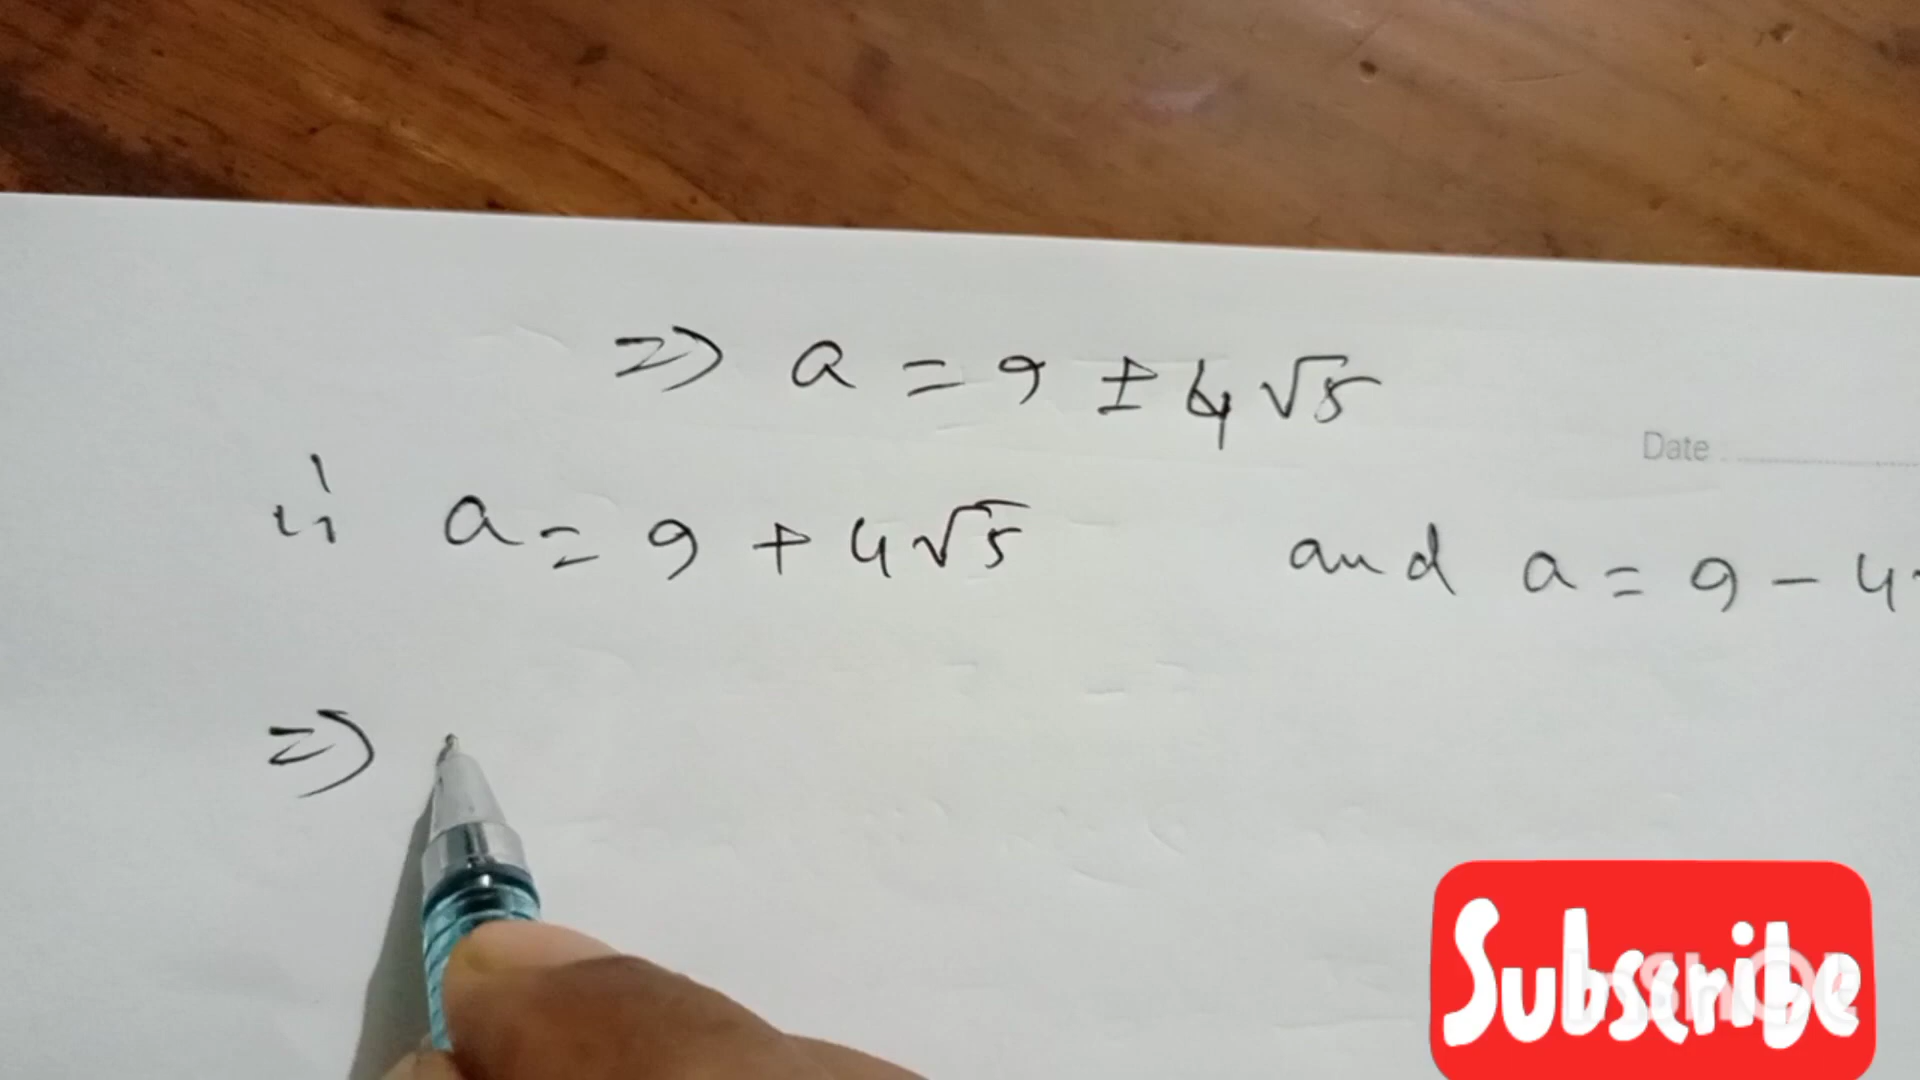 ⇒ a = 9 ± 4√5
Date
a = 9 + 4√5 and a = 9 - 4
⇒
Subscribe